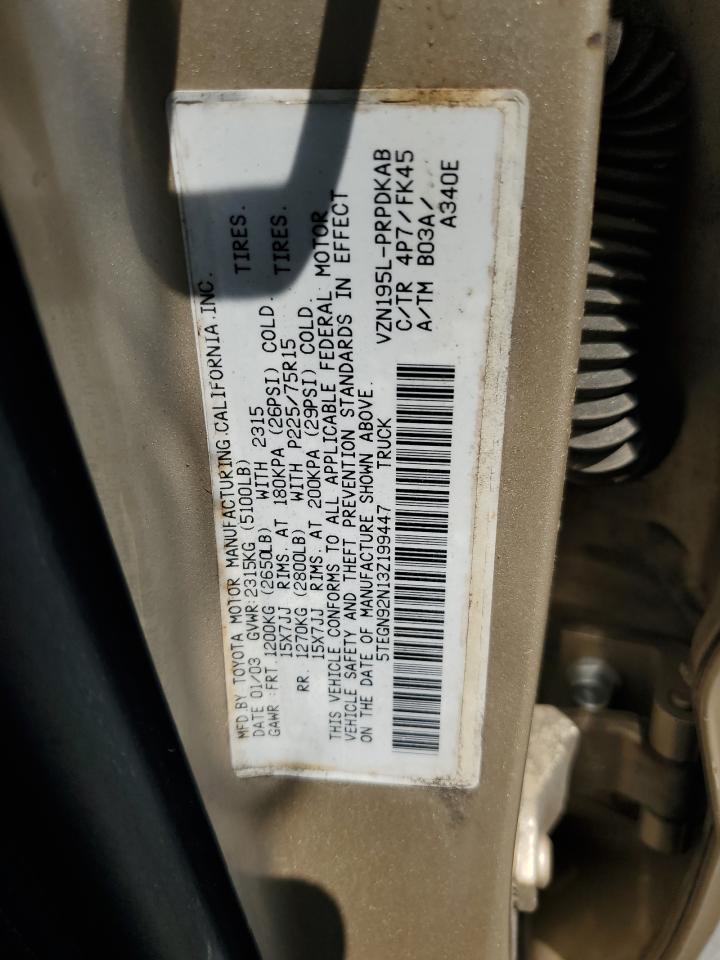 MFD.BY TOYOTA MOTOR MANUFACTURING,CALIFORNIA,INC.
DATE 01/03 GVWR:2315KG (5100LB)
GAWR :FRT.1200KG (2650LB) WITH 2315 TIRES.
15X7JJ RIMS. AT 180KPA (26PSI) COLD.
RR. 1270KG (2800LB) WITH P225/75R15 TIRES.
15X7JJ RIMS. AT 200KPA (29PSI) COLD.
THIS VEHICLE CONFORMS TO ALL APPLICABLE FEDERAL MOTOR
VEHICLE SAFETY AND THEFT PREVENTION STANDARDS IN EFFECT
ON THE DATE OF MANUFACTURE SHOWN ABOVE.
5TEGN92N13Z199447 TRUCK
VZN195L-PRPDKAB
C/TR 4P7/FK45
A/TM B03A/
A340E